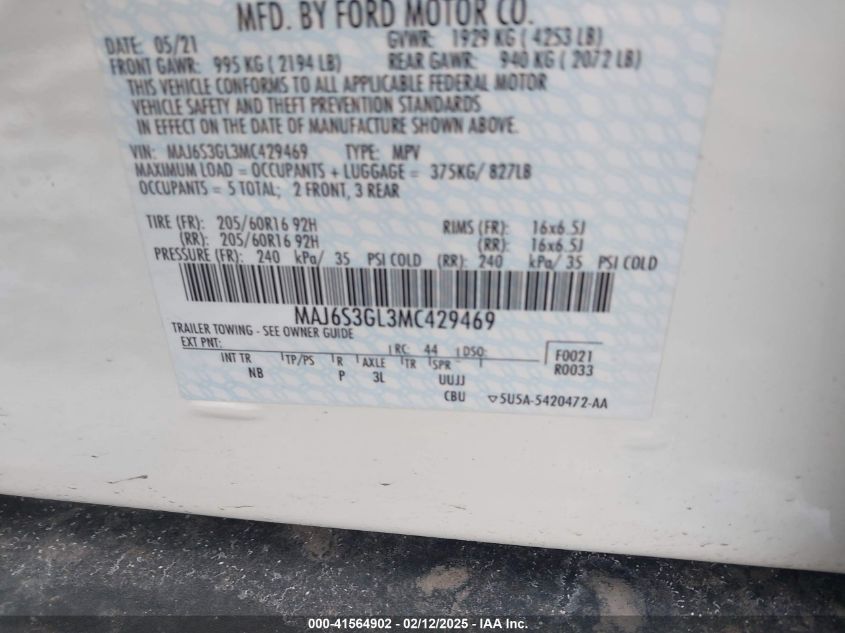 MFD. BY FORD MOTOR CO.
DATE: 05/21 GVWR: 1929 KG ( 4253 LB)
FRONT GAWR: 995 KG ( 2194 LB) REAR GAWR: 940 KG ( 2072 LB)
THIS VEHICLE CONFORMS TO ALL APPLICABLE FEDERAL MOTOR
VEHICLE SAFETY AND THEFT PREVENTION STANDARDS
IN EFFECT ON THE DATE OF MANUFACTURE SHOWN ABOVE.
VIN: MAJ6S3GL3MC429469 TYPE: MPV
MAXIMUM LOAD = OCCUPANTS + LUGGAGE = 375KG/ 827LB
OCCUPANTS = 5 TOTAL; 2 FRONT, 3 REAR
TIRE (FR): 205/60R16 92H RIMS (FR): 16x6.5J
(RR): 205/60R16 92H (RR): 16x6.5J
PRESSURE (FR): 240 kPa/ 35 PSI COLD (RR): 240 kPa/ 35 PSI COLD
MAJ6S3GL3MC429469
TRAILER TOWING - SEE OWNER GUIDE
EXT PNT: RC: 44 DSO: F0021
INT TR TP/PS R AXLE TR SPR R0033
NB P 3L UUJJ
CBU ▽5U5A-5420472-AA
000-41564902 - 02/12/2025 - IAA Inc.